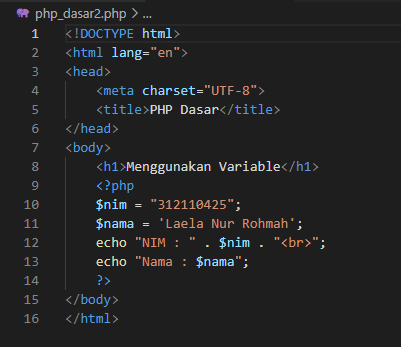 php_dasar2.php > ...
1 <!DOCTYPE html>
2 <html lang="en">
3 <head>
4     <meta charset="UTF-8">
5     <title>PHP Dasar</title>
6 </head>
7 <body>
8     <h1>Menggunakan Variable</h1>
9     <?php
10     $nim = "312110425";
11     $nama = 'Laela Nur Rohmah';
12     echo "NIM : " . $nim . "<br>";
13     echo "Nama : $nama";
14     ?>
15 </body>
16 </html>